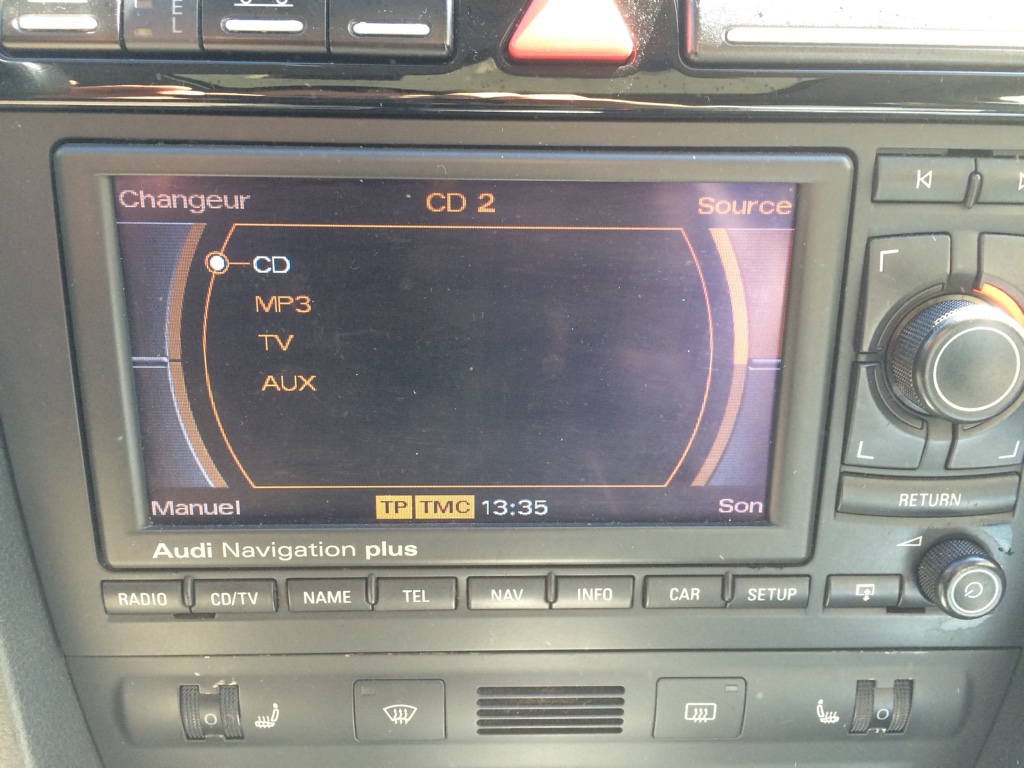 Changeur CD 2 Source
CD
MP3
TV
AUX
Manuel TP TMC 13:35 Son
Audi Navigation plus
RETURN
RADIO CD/TV NAME TEL NAV INFO CAR SETUP